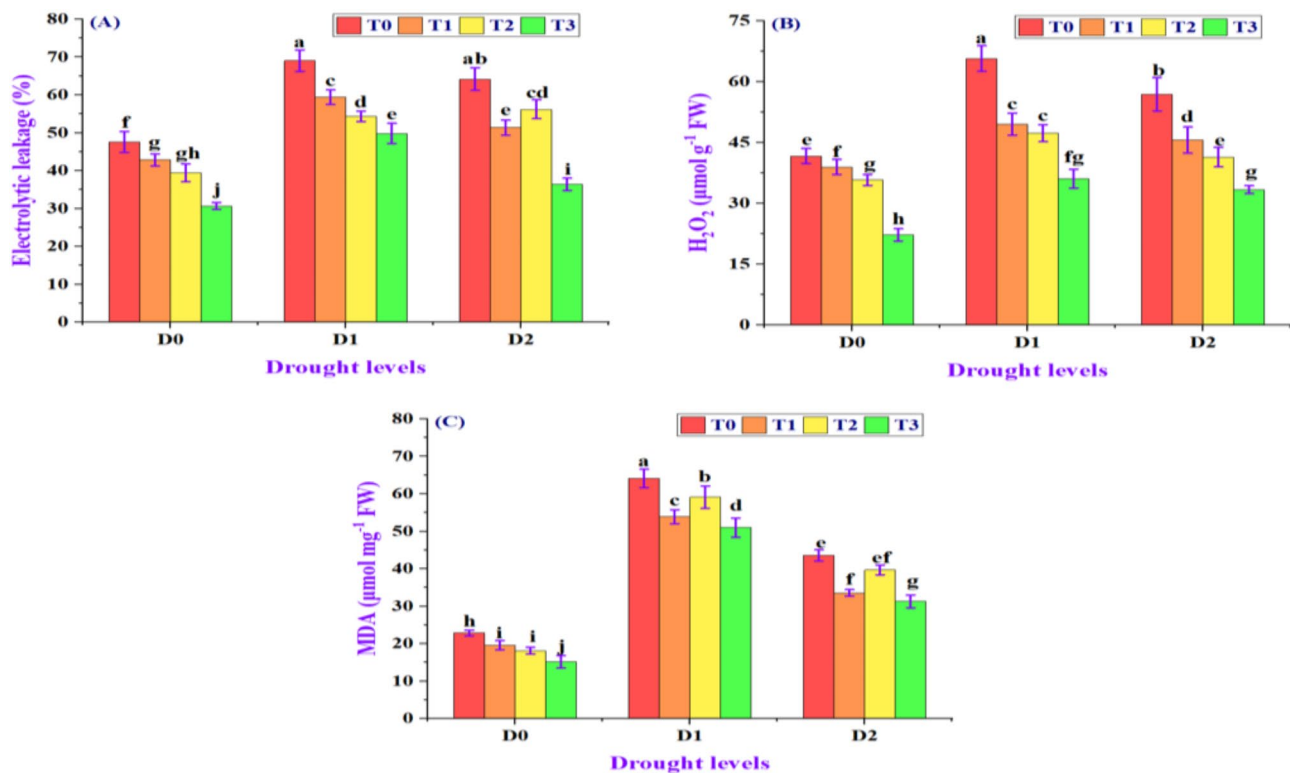 (A)
T0 T1 T2 T3
Electrolytic leakage (%)
80
70
60
50
40
30
20
10
0
f g gh j
a c d e
ab e cd i
D0 D1 D2
Drought levels
(B)
T0 T1 T2 T3
H₂O₂ (μmol g⁻¹ FW)
75
60
45
30
15
0
e f g h
a c c fg
b d e g
D0 D1 D2
Drought levels
(C)
T0 T1 T2 T3
MDA (μmol mg⁻¹ FW)
80
70
60
50
40
30
20
10
0
h i i j
a c b d
e f ef g
D0 D1 D2
Drought levels